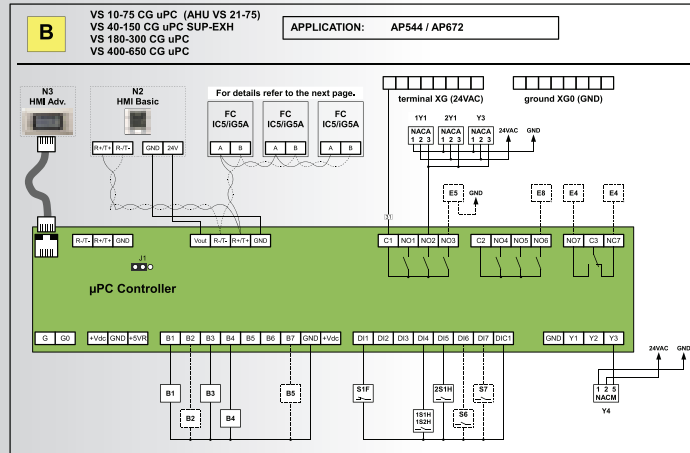 B
VS 10-75 CG uPC (AHU VS 21-75)
VS 40-150 CG uPC SUP-EXH
VS 180-300 CG uPC
VS 400-650 CG uPC
APPLICATION: AP544 / AP672
N3
HMI Adv.
N2
HMI Basic
For details refer to the next page.
FC
IC5/iG5A
FC
IC5/iG5A
FC
IC5/iG5A
terminal XG (24VAC)
ground XG0 (GND)
1Y1 2Y1 Y3
NACA NACA NACA
1 2 3 1 2 3 1 2 3
24VAC GND
R+/T+ R-/T- GND 24V
A B A B A B
E5 GND E8 E4 E4
R-/T- R+/T+ GND
Vout R-/T- R+/T+ GND
C1 NO1 NO2 NO3
C2 NO4 NO5 NO6
NO7 C3 NC7
J1
µPC Controller
G G0
+Vdc GND +5VR
B1 B2 B3 B4 B5 B6 B7 GND +Vdc
DI1 DI2 DI3 DI4 DI5 DI6 DI7 DIC1
GND Y1 Y2 Y3
24VAC GND
B1 B3 B5
B2 B4
S1F 2S1H S7
1S1H
1S2H
S6
1 2 5
NACM
Y4